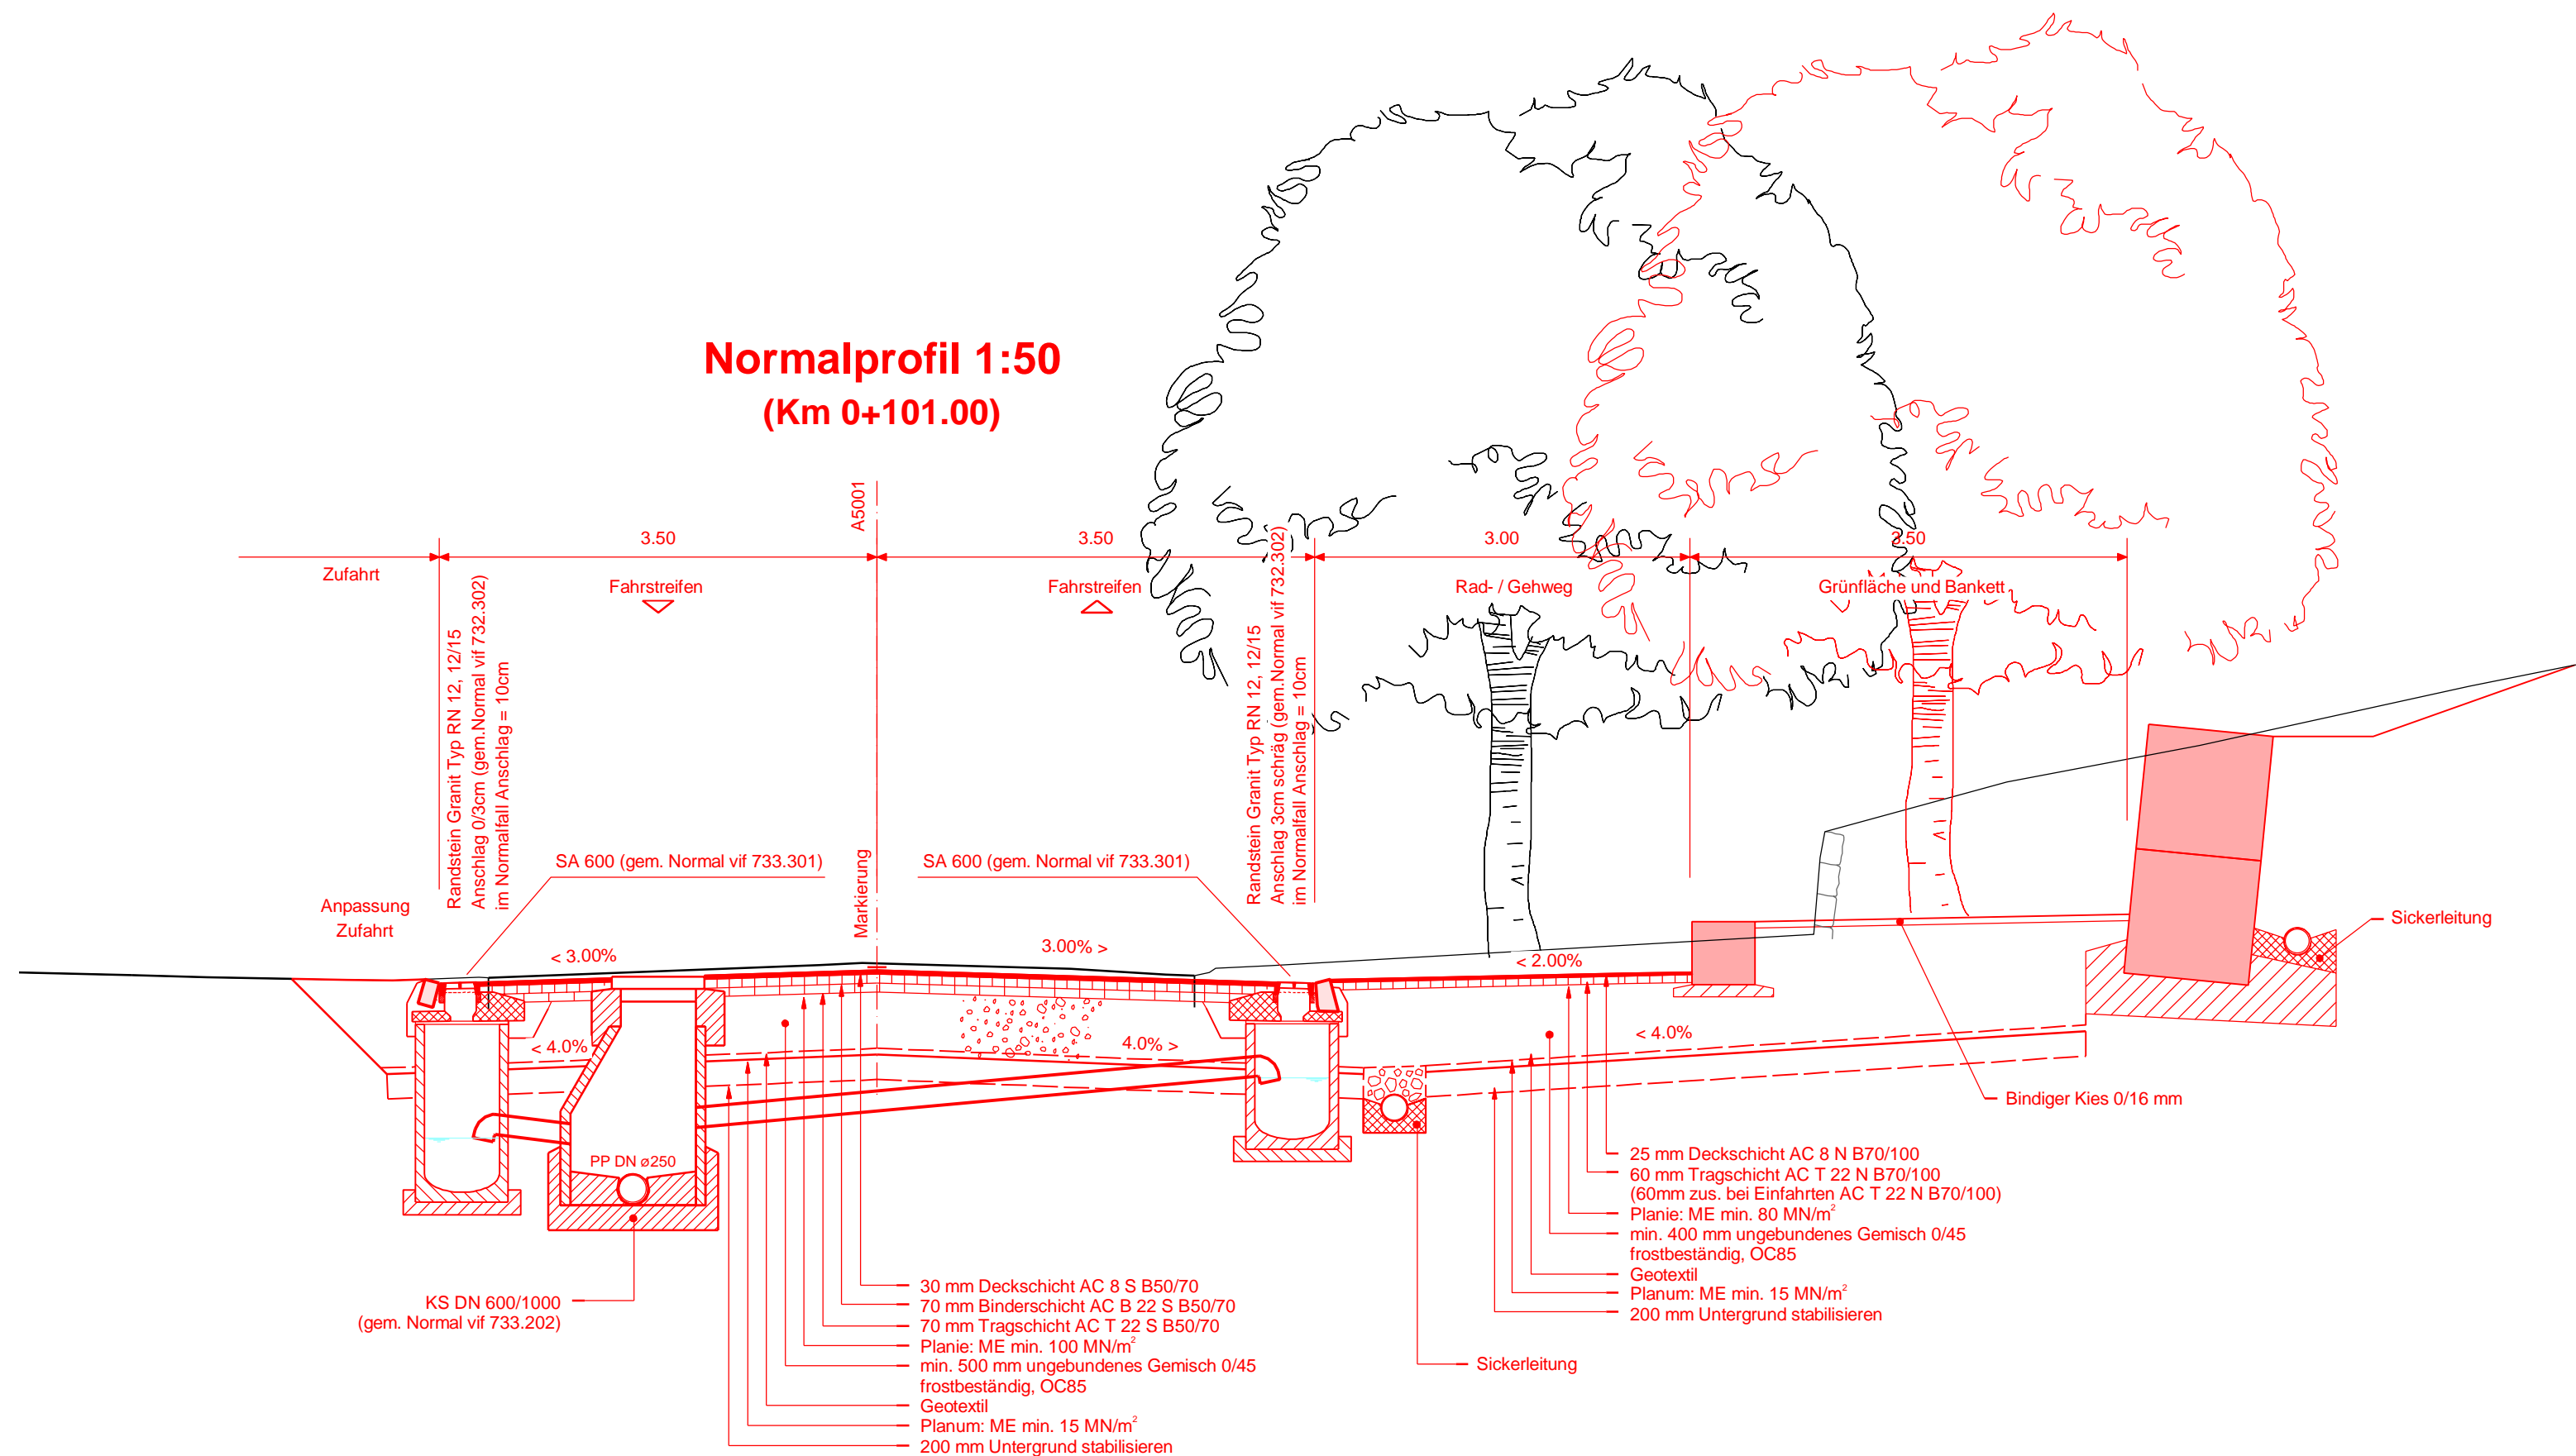 Normalprofil 1:50
(Km 0+101.00)
A5001
3.50
3.50
3.00
3.50
Zufahrt
Fahrstreifen
Fahrstreifen
Rad- / Gehweg
Grünfläche und Bankett
Randstein Granit Typ RN 12, 12/15
Anschlag 0/3cm (gem.Normal vif 732.302)
im Normalfall Anschlag = 10cm
Randstein Granit Typ RN 12, 12/15
Anschlag 3cm schräg (gem.Normal vif 732.302)
im Normalfall Anschlag = 10cm
SA 600 (gem. Normal vif 733.301)
SA 600 (gem. Normal vif 733.301)
Markierung
Anpassung
Zufahrt
Sickerleitung
< 3.00%
3.00% >
< 2.00%
< 4.0%
4.0% >
< 4.0%
Bindiger Kies 0/16 mm
PP DN ø250
25 mm Deckschicht AC 8 N B70/100
60 mm Tragschicht AC T 22 N B70/100
(60mm zus. bei Einfahrten AC T 22 N B70/100)
Planie: ME min. 80 MN/m²
min. 400 mm ungebundenes Gemisch 0/45
frostbeständig, OC85
Geotextil
Planum: ME min. 15 MN/m²
200 mm Untergrund stabilisieren
KS DN 600/1000
(gem. Normal vif 733.202)
30 mm Deckschicht AC 8 S B50/70
70 mm Binderschicht AC B 22 S B50/70
70 mm Tragschicht AC T 22 S B50/70
Planie: ME min. 100 MN/m²
min. 500 mm ungebundenes Gemisch 0/45
frostbeständig, OC85
Geotextil
Planum: ME min. 15 MN/m²
200 mm Untergrund stabilisieren
Sickerleitung